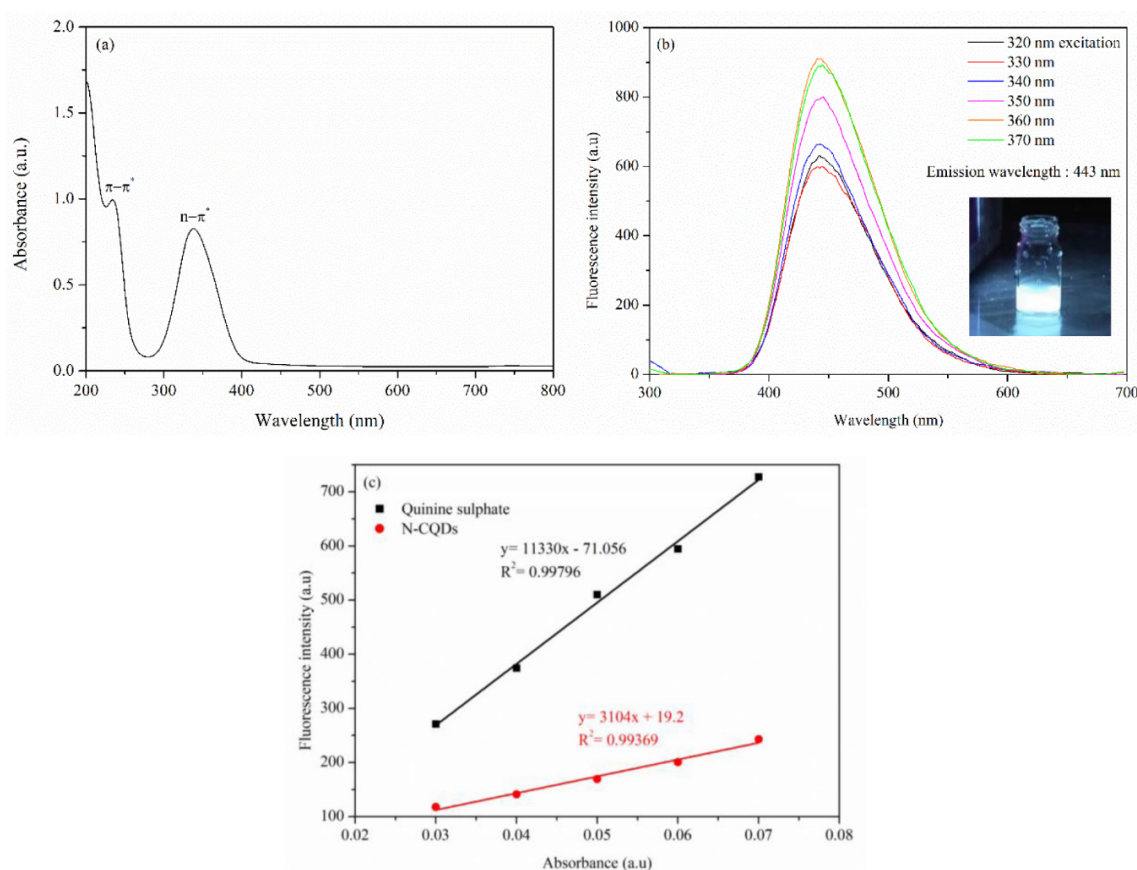 (a)
2.0
1.5
1.0
0.5
0.0
Absorbance (a.u.)
π−π*
n−π*
200 300 400 500 600 700 800
Wavelength (nm)
(b)
1000
800
600
400
200
0
Fluorescence intensity (a.u)
320 nm excitation
330 nm
340 nm
350 nm
360 nm
370 nm
Emission wavelength : 443 nm
300 400 500 600 700
Wavelength (nm)
(c)
700
600
500
400
300
200
100
Fluorescence intensity (a.u)
Quinine sulphate
N-CQDs
y= 11330x - 71.056
R²= 0.99796
y= 3104x + 19.2
R²= 0.99369
0.02 0.03 0.04 0.05 0.06 0.07 0.08
Absorbance (a.u)